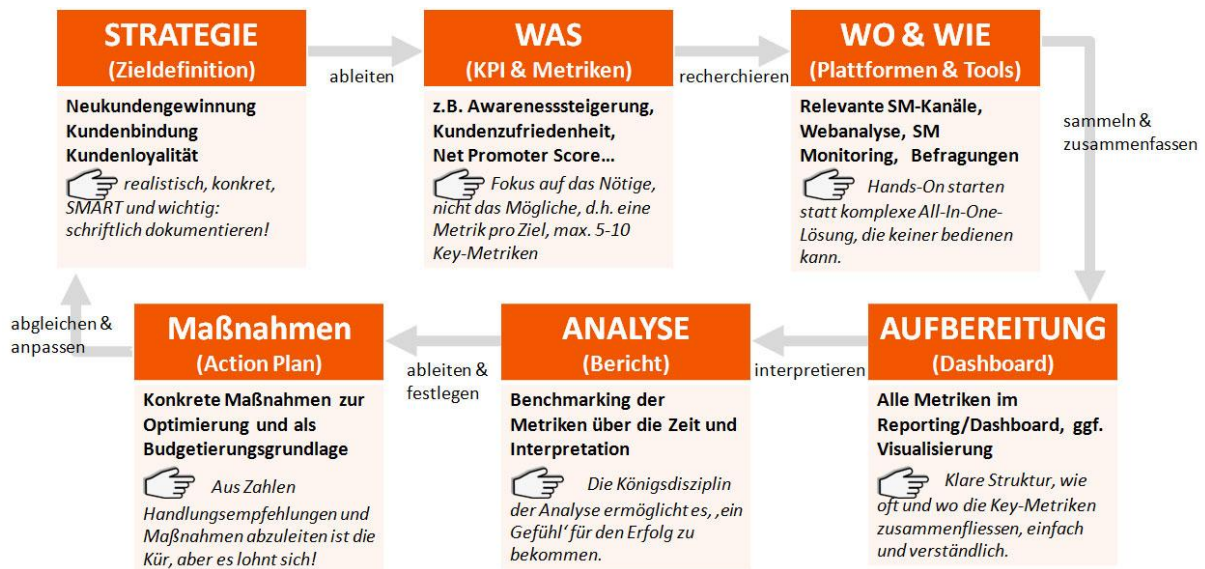 STRATEGIE
(Zieldefinition)
Neukundengewinnung
Kundenbindung
Kundenloyalität
realistisch, konkret,
SMART und wichtig:
schriftlich dokumentieren!
ableiten
WAS
(KPI & Metriken)
z.B. Awarenesssteigerung,
Kundenzufriedenheit,
Net Promoter Score...
Fokus auf das Nötige,
nicht das Mögliche, d.h. eine
Metrik pro Ziel, max. 5-10
Key-Metriken
recherchieren
WO & WIE
(Plattformen & Tools)
Relevante SM-Kanäle,
Webanalyse, SM
Monitoring, Befragungen
Hands-On starten
statt komplexe All-In-One-
Lösung, die keiner bedienen
kann.
sammeln &
zusammenfassen
AUFBEREITUNG
(Dashboard)
Alle Metriken im
Reporting/Dashboard, ggf.
Visualisierung
Klare Struktur, wie
oft und wo die Key-Metriken
zusammenfliessen, einfach
und verständlich.
interpretieren
ANALYSE
(Bericht)
Benchmarking der
Metriken über die Zeit und
Interpretation
Die Königsdisziplin
der Analyse ermöglicht es, ‚ein
Gefühl‘ für den Erfolg zu
bekommen.
ableiten &
festlegen
Maßnahmen
(Action Plan)
Konkrete Maßnahmen zur
Optimierung und als
Budgetierungsgrundlage
Aus Zahlen
Handlungsempfehlungen und
Maßnahmen abzuleiten ist die
Kür, aber es lohnt sich!
abgleichen &
anpassen